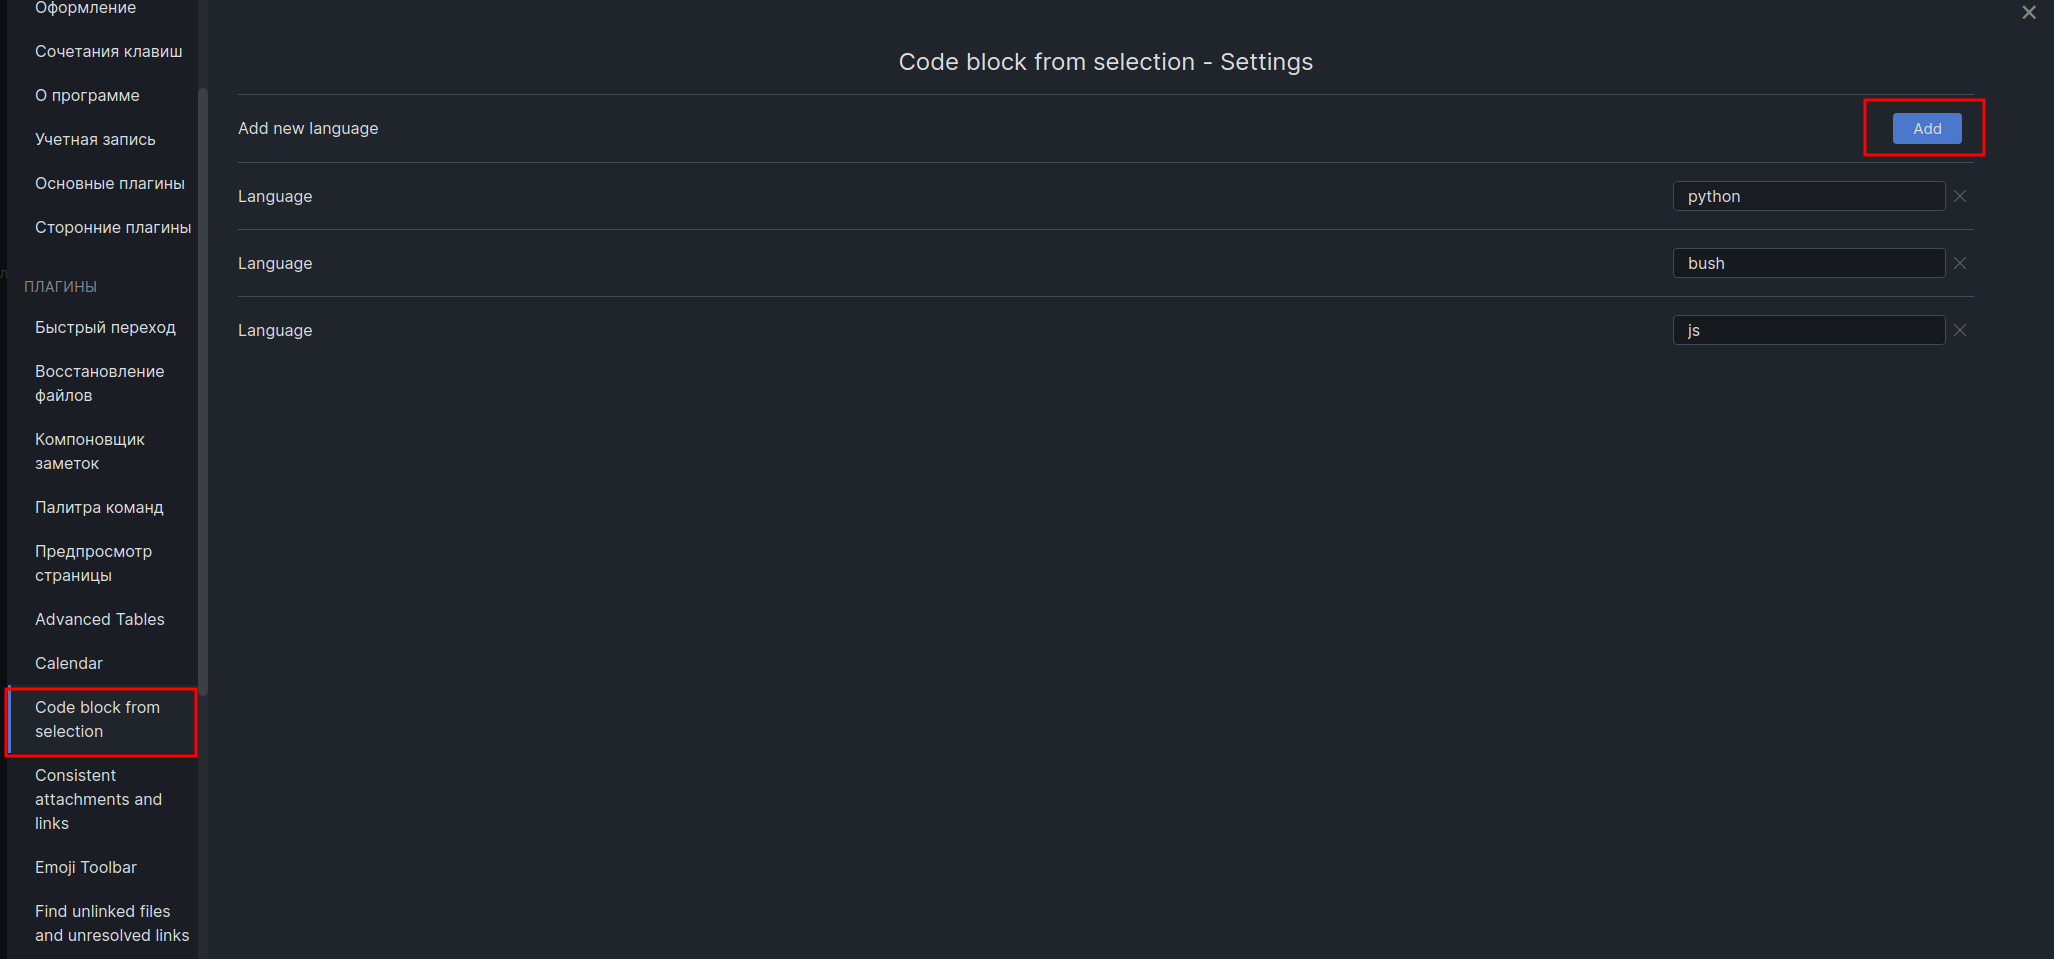 Оформление
Сочетания клавиш
О программе
Учетная запись
Основные плагины
Сторонние плагины
ПЛАГИНЫ
Быстрый переход
Восстановление
файлов
Компоновщик
заметок
Палитра команд
Предпросмотр
страницы
Advanced Tables
Calendar
Code block from
selection
Consistent
attachments and
links
Emoji Toolbar
Find unlinked files
and unresolved links
Code block from selection - Settings
Add new language
Add
Language
python
Language
bush
Language
js